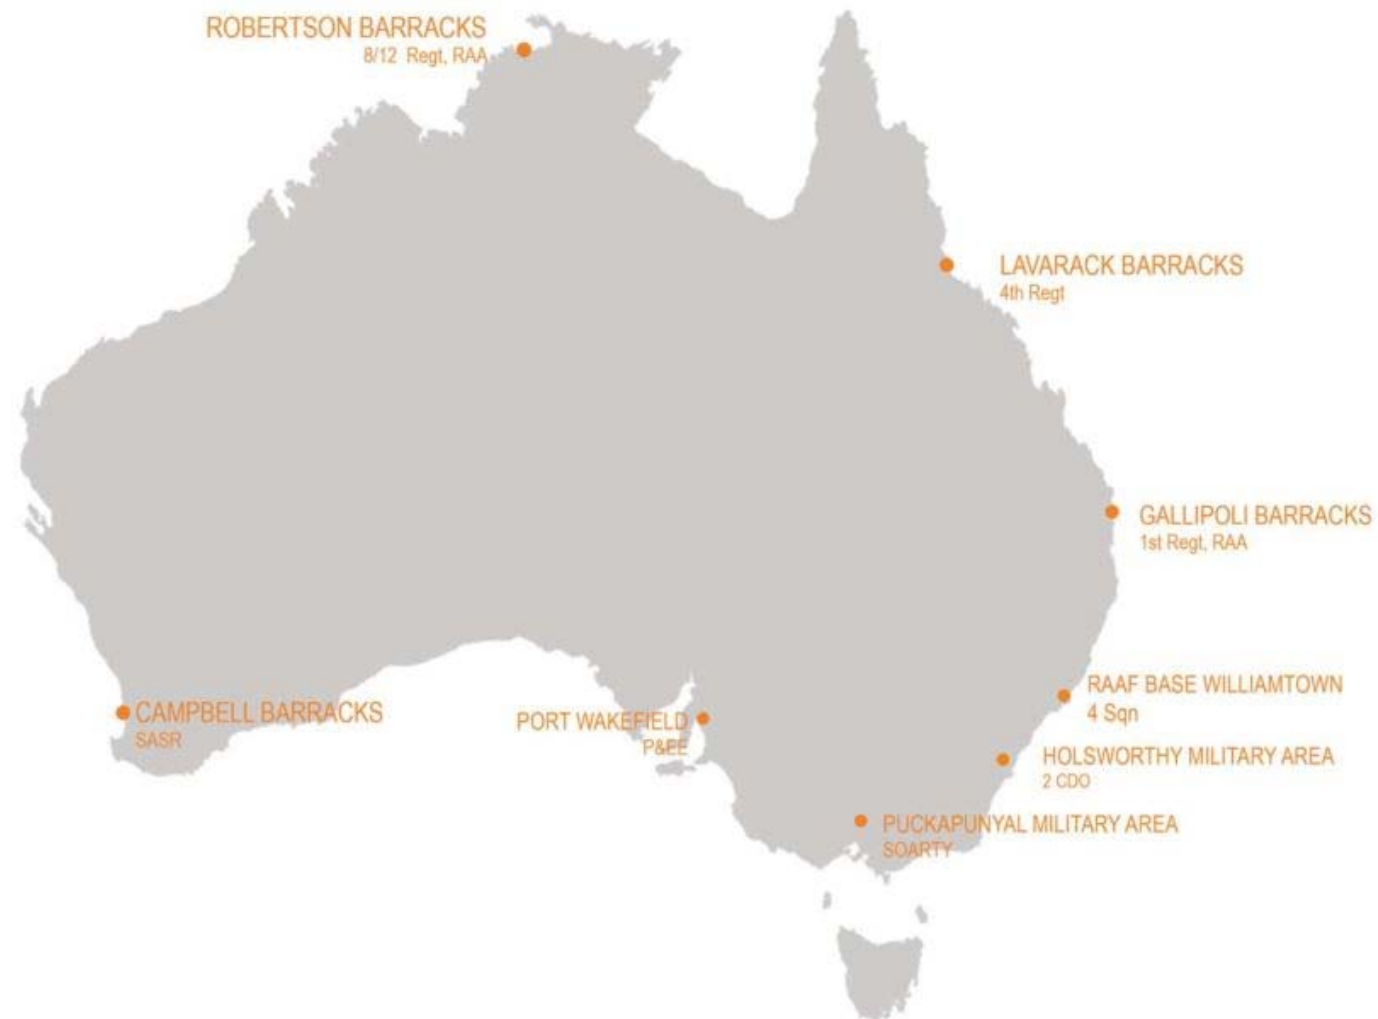 ROBERTSON BARRACKS
8/12 Regt, RAA
LAVARACK BARRACKS
4th Regt
GALLIPOLI BARRACKS
1st Regt, RAA
RAAF BASE WILLIAMTOWN
4 Sqn
CAMPBELL BARRACKS
SASR
PORT WAKEFIELD
P&EE
HOLSWORTHY MILITARY AREA
2 CDO
PUCKAPUNYAL MILITARY AREA
SOARTY